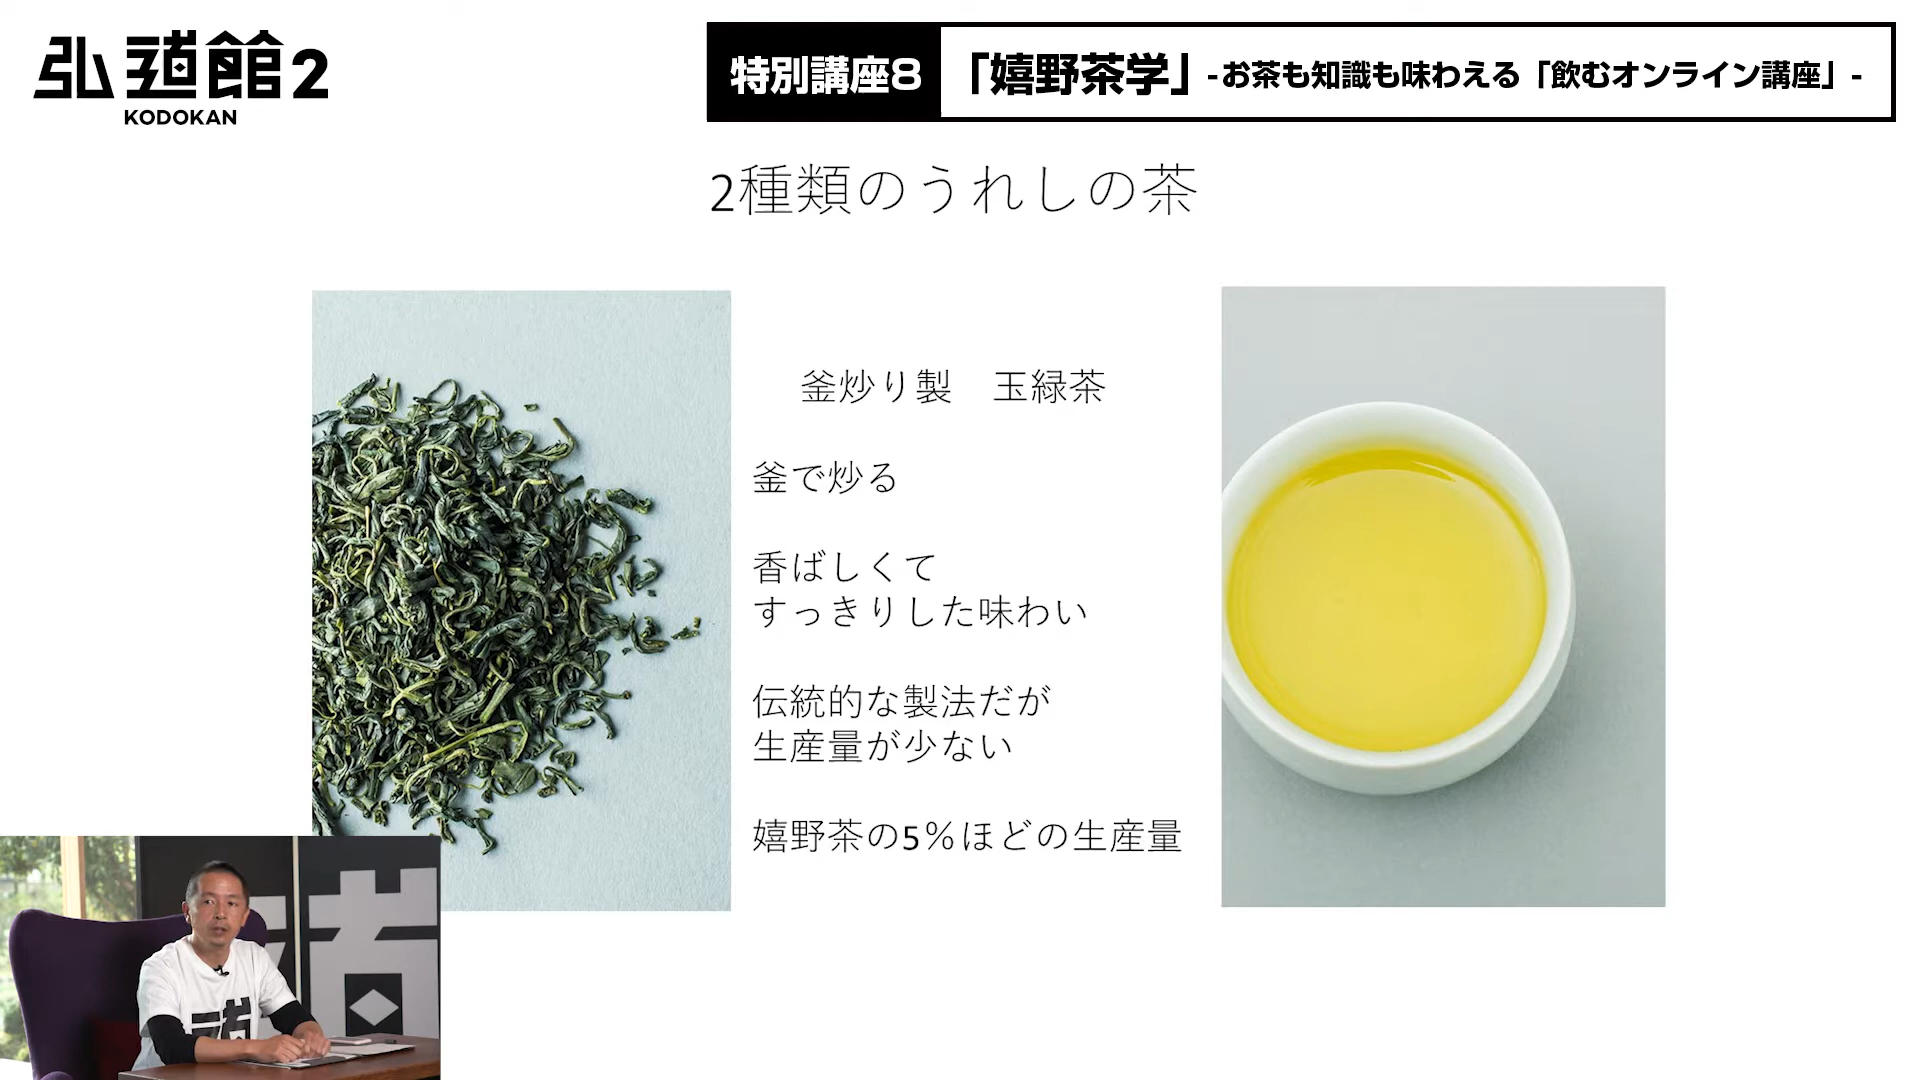 弘道館2
KODOKAN
特別講座8 「嬉野茶学」-お茶も知識も味わえる「飲むオンライン講座」-
2種類のうれしの茶
釜炒り製　玉緑茶
釜で炒る
香ばしくて
すっきりした味わい
伝統的な製法だが
生産量が少ない
嬉野茶の5%ほどの生産量